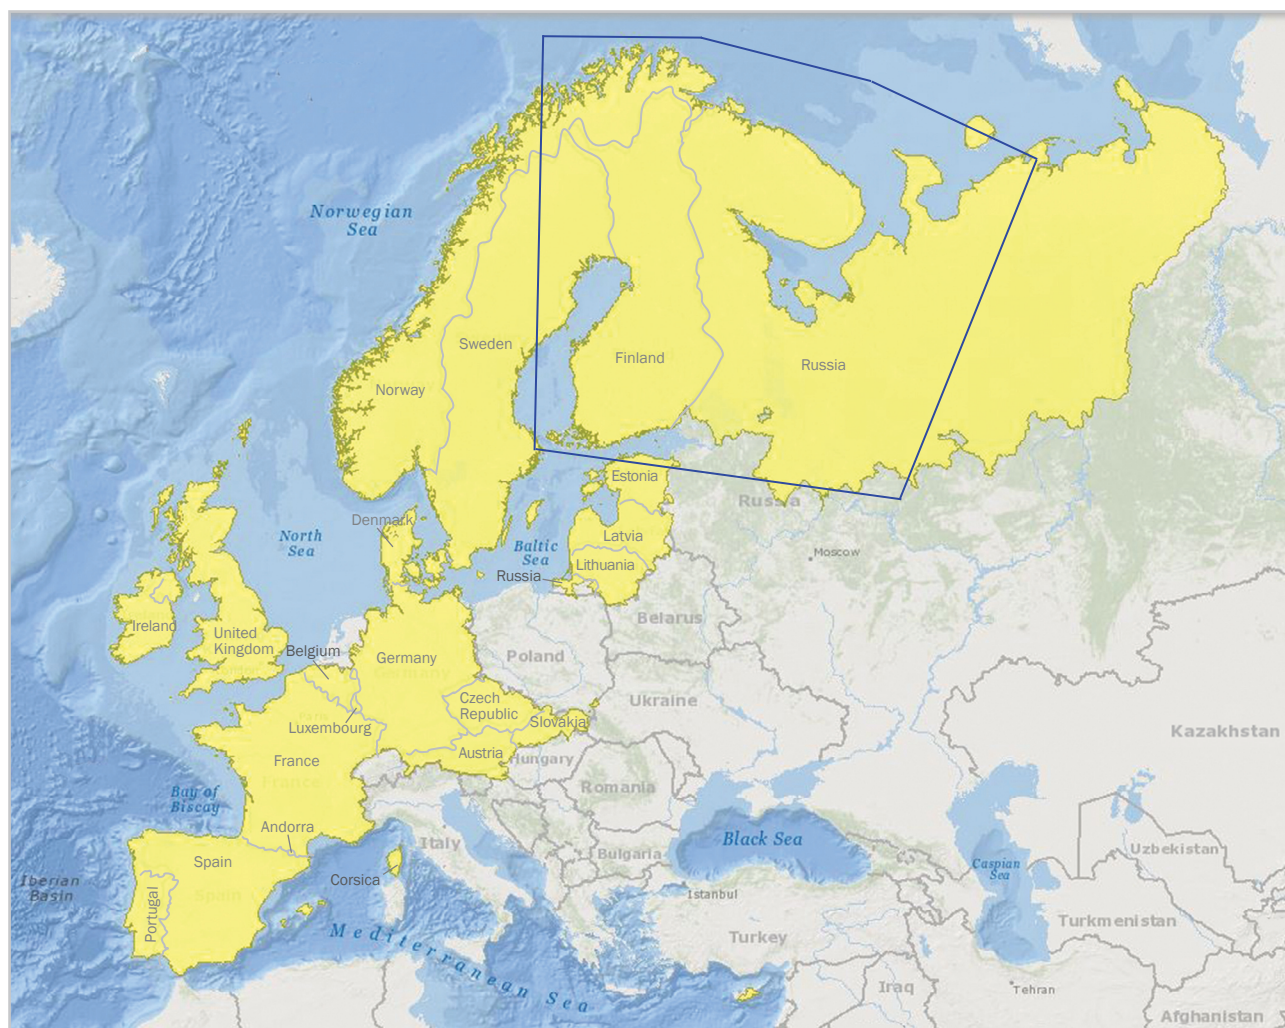 Norwegian
Sea
Sweden
Finland
Russia
Norway
Estonia
Russia
Denmark
North
Sea
Baltic
Sea
Latvia
Moscow
Lithuania
Russia
Ireland
United
Kingdom
Belarus
Belgium
Germany
Poland
Germany
Czech
Republic
Ukraine
Slovakia
Luxembourg
Kazakhstan
Austria
France
Hungary
France
Romania
Bay of
Biscay
Andorra
Black Sea
Italy
Bulgaria
Uzbekistan
Spain
Caspian
Sea
Corsica
Iberian
Basin
Spain
Istanbul
Portugal
Turkmenistan
Mediterranean Sea
Turkey
Iraq
Tehran
Afghanistan